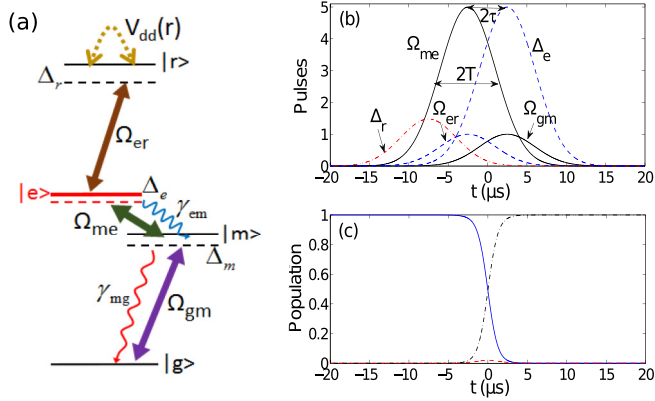 (a)
V_dd(r)
|r>
Δ_r
Ω_er
|e>
Δ_e
γ_em
Ω_me
|m>
Δ_m
γ_mg
Ω_gm
|g>
(b)
5
4
3
2
1
0
Pulses
Ω_me
2τ
Δ_e
2T
Δ_r
Ω_er
Ω_gm
−20 −15 −10 −5 0 5 10 15 20
t (μs)
(c)
1
0.8
0.6
0.4
0.2
0
Population
−20 −15 −10 −5 0 5 10 15 20
t (μs)